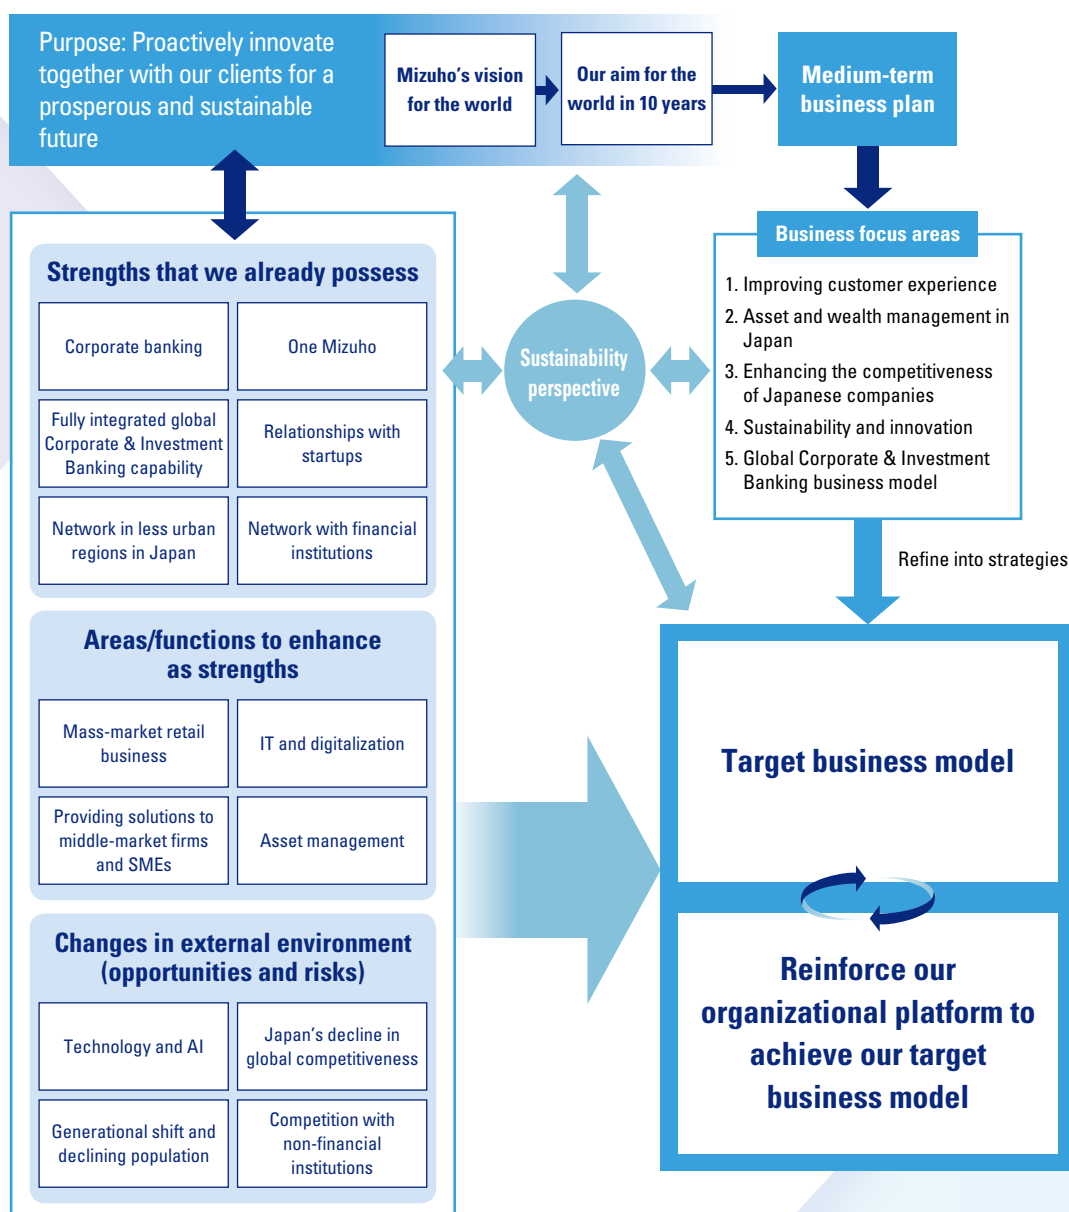 Purpose: Proactively innovate
together with our clients for a
prosperous and sustainable
future
Mizuho's vision
for the world
Our aim for the
world in 10 years
Medium-term
business plan
Strengths that we already possess
Corporate banking
One Mizuho
Fully integrated global
Corporate & Investment
Banking capability
Relationships with
startups
Network in less urban
regions in Japan
Network with financial
institutions
Areas/functions to enhance
as strengths
Mass-market retail
business
IT and digitalization
Providing solutions to
middle-market firms
and SMEs
Asset management
Changes in external environment
(opportunities and risks)
Technology and AI
Japan's decline in
global competitiveness
Generational shift and
declining population
Competition with
non-financial
institutions
Sustainability
perspective
Business focus areas
1. Improving customer experience
2. Asset and wealth management in
Japan
3. Enhancing the competitiveness
of Japanese companies
4. Sustainability and innovation
5. Global Corporate & Investment
Banking business model
Refine into strategies
Target business model
Reinforce our
organizational platform to
achieve our target
business model